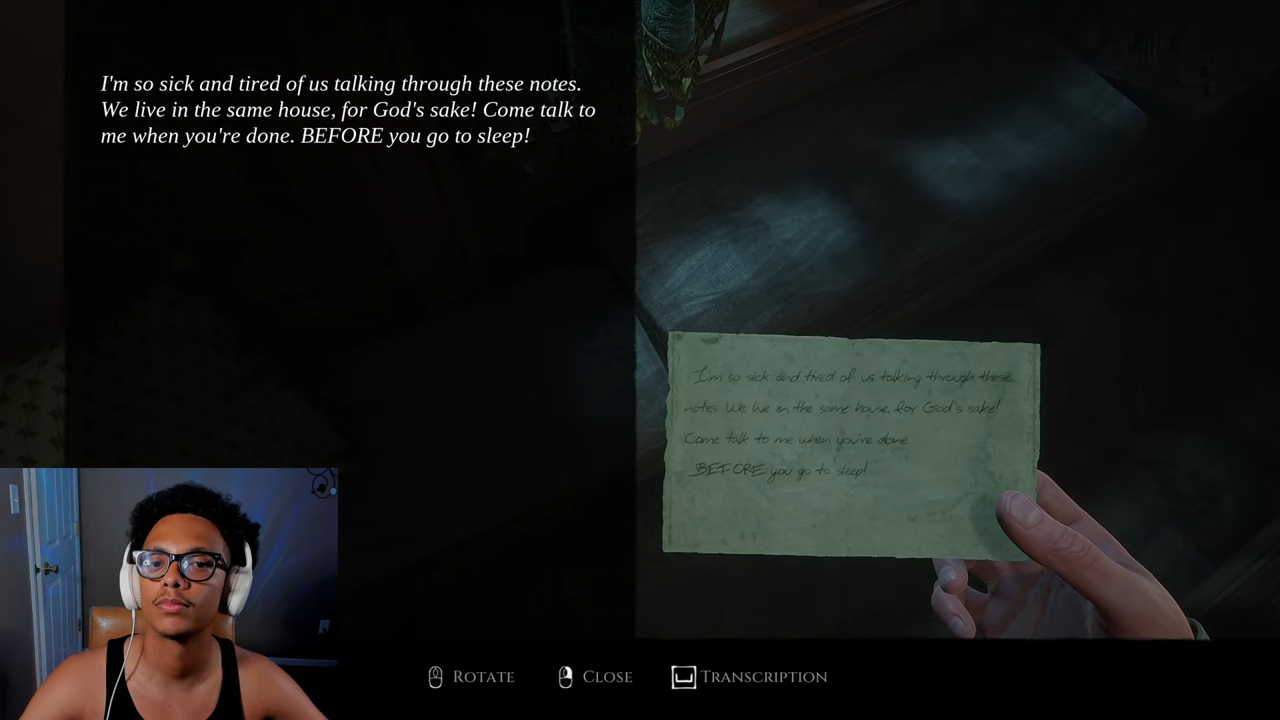 I'm so sick and tired of us talking through these notes.
We live in the same house, for God's sake! Come talk to
me when you're done. BEFORE you go to sleep!
I'm so sick and tired of us talking through these
notes. We live in the same house, for God's sake!
Come talk to me when you're done
BEFORE you go to sleep!
ROTATE
CLOSE
TRANSCRIPTION